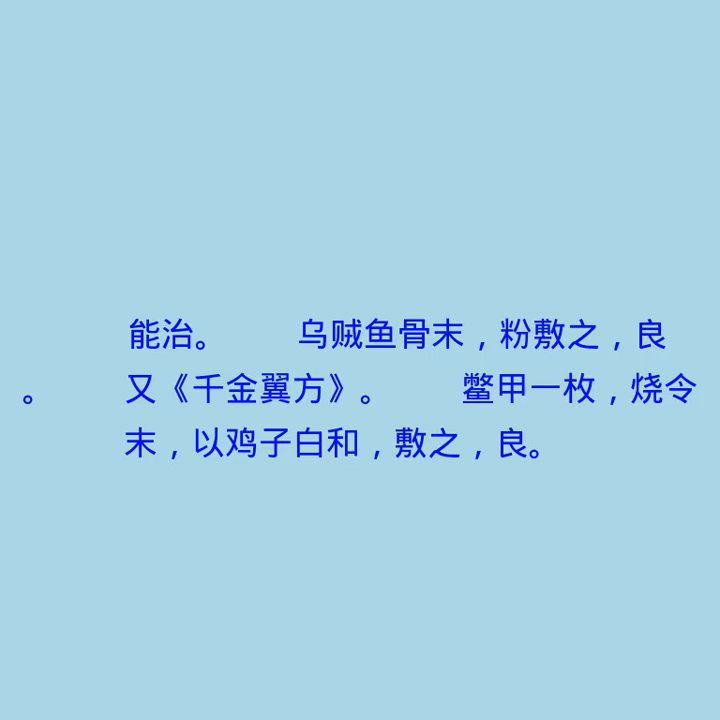 能治。　　乌贼鱼骨末，粉敷之，良
。　　又《千金翼方》。　　鳖甲一枚，烧令
末，以鸡子白和，敷之，良。